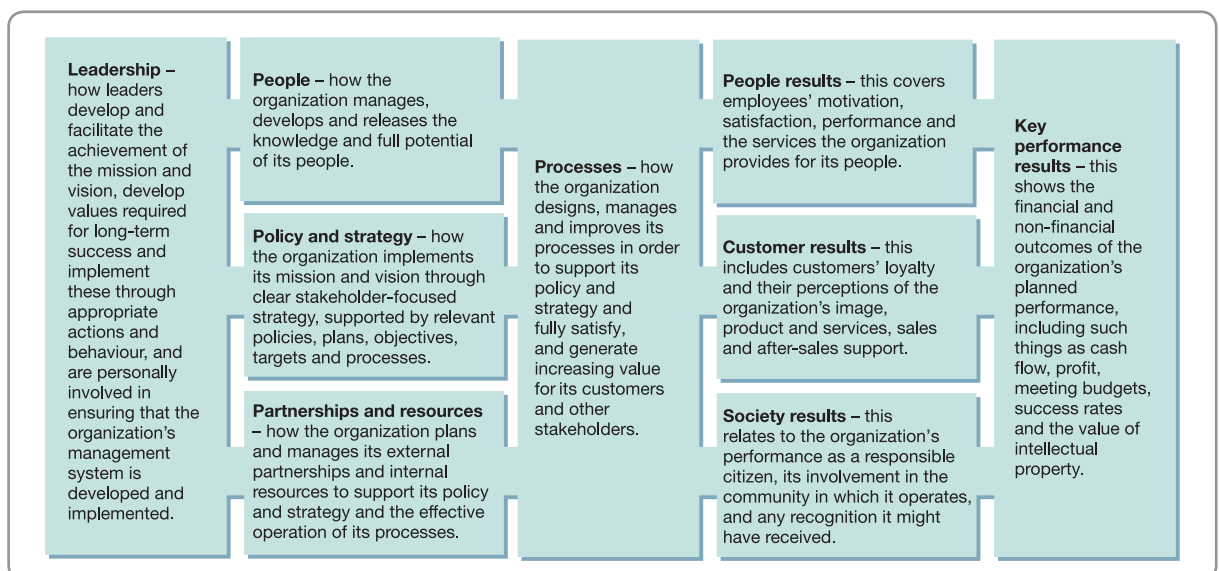 Leadership –
how leaders
develop and
facilitate the
achievement of
the mission and
vision, develop
values required
for long-term
success and
implement
these through
appropriate
actions and
behaviour, and
are personally
involved in
ensuring that the
organization’s
management
system is
developed and
implemented.
People – how the
organization manages,
develops and releases the
knowledge and full potential
of its people.
Policy and strategy – how
the organization implements
its mission and vision through
clear stakeholder-focused
strategy, supported by relevant
policies, plans, objectives,
targets and processes.
Partnerships and resources
– how the organization plans
and manages its external
partnerships and internal
resources to support its policy
and strategy and the effective
operation of its processes.
Processes – how
the organization
designs, manages
and improves its
processes in order
to support its
policy and
strategy and
fully satisfy,
and generate
increasing value
for its customers
and other
stakeholders.
People results – this covers
employees’ motivation,
satisfaction, performance and
the services the organization
provides for its people.
Customer results – this
includes customers’ loyalty
and their perceptions of the
organization’s image,
product and services, sales
and after-sales support.
Society results – this
relates to the organization’s
performance as a responsible
citizen, its involvement in the
community in which it operates,
and any recognition it might
have received.
Key
performance
results – this
shows the
financial and
non-financial
outcomes of the
organization’s
planned
performance,
including such
things as cash
flow, profit,
meeting budgets,
success rates
and the value of
intellectual
property.